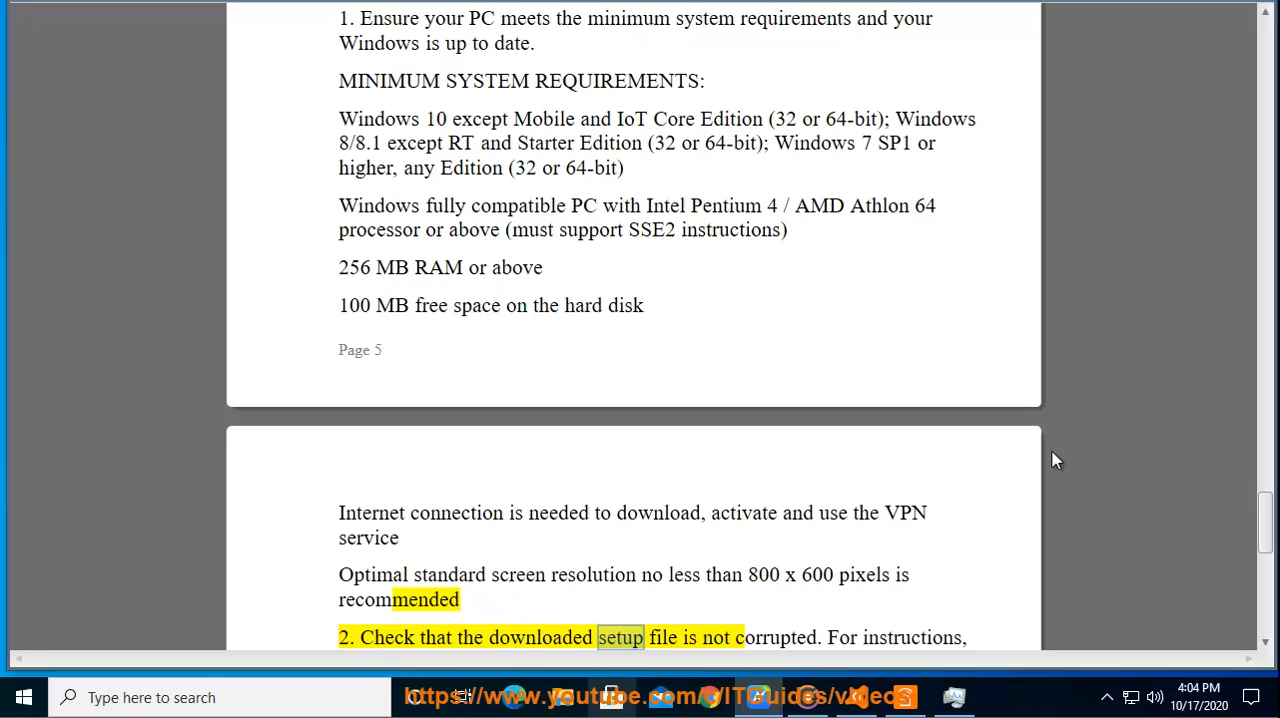 1. Ensure your PC meets the minimum system requirements and your
Windows is up to date.
MINIMUM SYSTEM REQUIREMENTS:
Windows 10 except Mobile and IoT Core Edition (32 or 64-bit); Windows
8/8.1 except RT and Starter Edition (32 or 64-bit); Windows 7 SP1 or
higher, any Edition (32 or 64-bit)
Windows fully compatible PC with Intel Pentium 4 / AMD Athlon 64
processor or above (must support SSE2 instructions)
256 MB RAM or above
100 MB free space on the hard disk
Page 5
Internet connection is needed to download, activate and use the VPN
service
Optimal standard screen resolution no less than 800 x 600 pixels is
recommended
2. Check that the downloaded setup file is not corrupted. For instructions,
Type here to search
4:04 PM
10/17/2020